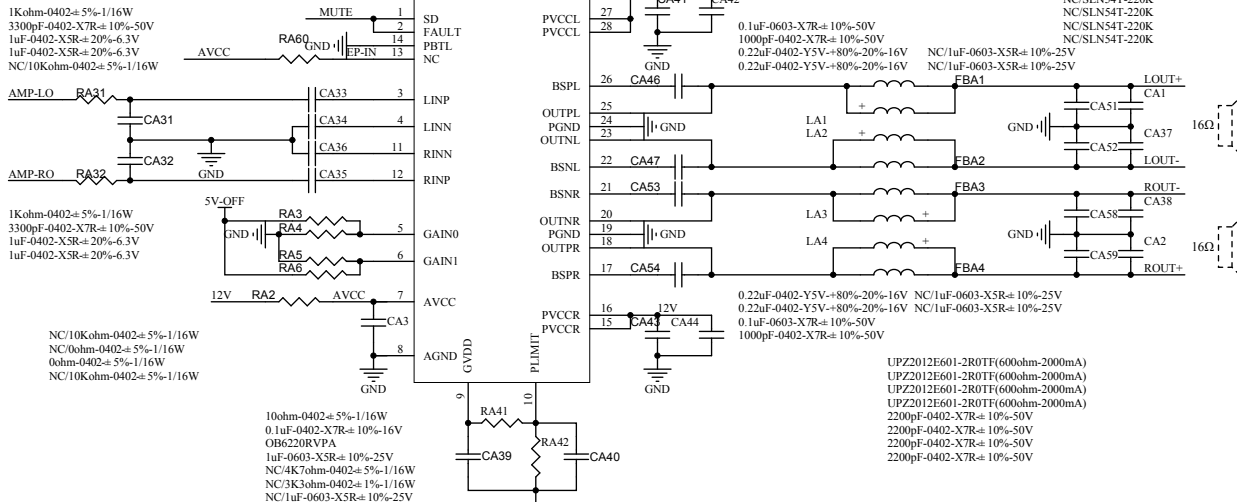 1Kohm-0402-±5%-1/16W
3300pF-0402-X7R-±10%-50V
1uF-0402-X5R-±20%-6.3V
1uF-0402-X5R-±20%-6.3V
NC/10Kohm-0402-±5%-1/16W
MUTE
1
SD
2
FAULT
14
PBTL
13
NC
RA60
GND
EP-IN
AVCC
27
PVCCL
28
PVCCL
CA41
CA42
GND
0.1uF-0603-X7R-±10%-50V
1000pF-0402-X7R-±10%-50V
0.22uF-0402-Y5V-+80%-20%-16V
0.22uF-0402-Y5V-+80%-20%-16V
NC/SLN54T-220K
NC/SLN54T-220K
NC/SLN54T-220K
NC/SLN54T-220K
NC/1uF-0603-X5R-±10%-25V
NC/1uF-0603-X5R-±10%-25V
AMP-LO
RA31
CA33
3
LINP
CA31
CA34
4
LINN
CA36
11
RINN
GND
CA32
CA35
12
RINP
AMP-RO
RA32
BSPL
26
CA46
FBA1
LOUT+
OUTPL
25
PGND
24
GND
OUTNL
23
LA1
LA2
+
+
CA51
CA1
GND
CA52
CA37
16Ω
BSNL
22
CA47
FBA2
LOUT-
BSNR
21
CA53
FBA3
ROUT-
OUTNR
20
PGND
19
GND
OUTPR
18
LA3
LA4
+
+
CA58
CA38
GND
CA59
CA2
16Ω
BSPR
17
CA54
FBA4
ROUT+
1Kohm-0402-±5%-1/16W
3300pF-0402-X7R-±10%-50V
1uF-0402-X5R-±20%-6.3V
1uF-0402-X5R-±20%-6.3V
5V-OFF
RA3
RA4
GND
5
GAIN0
RA5
RA6
6
GAIN1
12V
RA2
AVCC
7
AVCC
CA3
8
AGND
GND
0.22uF-0402-Y5V-+80%-20%-16V
0.22uF-0402-Y5V-+80%-20%-16V
0.1uF-0603-X7R-±10%-50V
1000pF-0402-X7R-±10%-50V
NC/1uF-0603-X5R-±10%-25V
NC/1uF-0603-X5R-±10%-25V
PVCCR
16
PVCCR
15
12V
CA43
CA44
GND
NC/10Kohm-0402-±5%-1/16W
NC/0ohm-0402-±5%-1/16W
0ohm-0402-±5%-1/16W
NC/10Kohm-0402-±5%-1/16W
GVDD
PLIMIT
9
10
RA41
RA42
CA39
CA40
10ohm-0402-±5%-1/16W
0.1uF-0402-X7R-±10%-16V
OB6220RVPA
1uF-0603-X5R-±10%-25V
NC/4K7ohm-0402-±5%-1/16W
NC/3K3ohm-0402-±1%-1/16W
NC/1uF-0603-X5R-±10%-25V
UPZ2012E601-2R0TF(600ohm-2000mA)
UPZ2012E601-2R0TF(600ohm-2000mA)
UPZ2012E601-2R0TF(600ohm-2000mA)
UPZ2012E601-2R0TF(600ohm-2000mA)
2200pF-0402-X7R-±10%-50V
2200pF-0402-X7R-±10%-50V
2200pF-0402-X7R-±10%-50V
2200pF-0402-X7R-±10%-50V